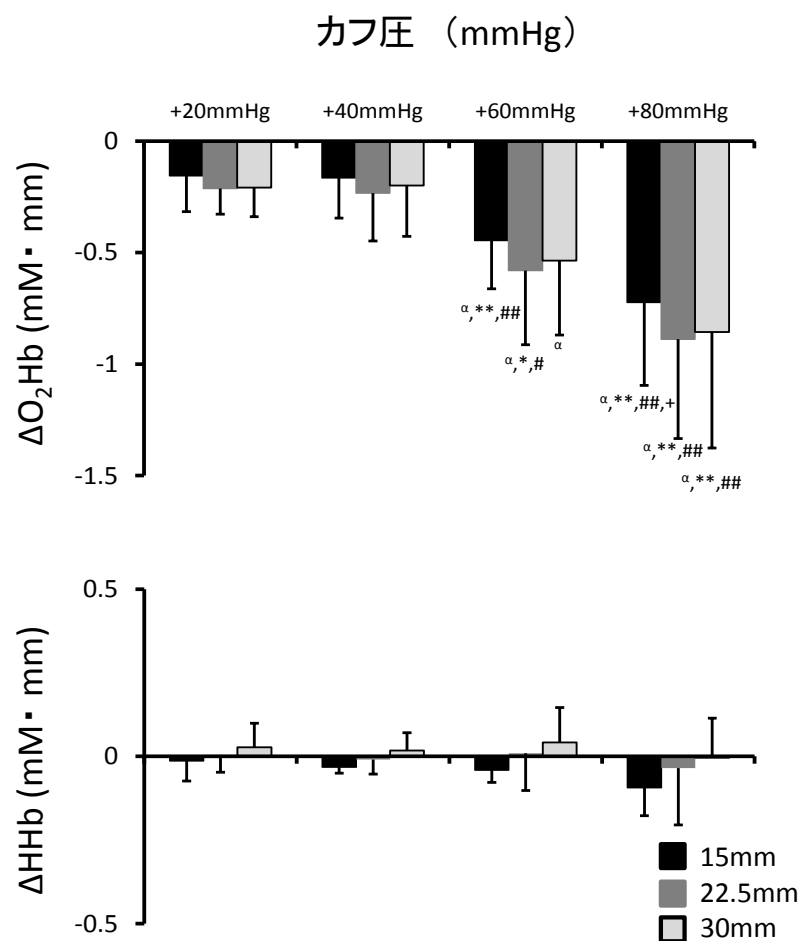 カフ圧 （mmHg）
+20mmHg +40mmHg +60mmHg +80mmHg
0
-0.5
-1
-1.5
ΔO₂Hb (mM・mm)
α,**,##
α,*,#
α
α,**,##,+
α,**,##
α,**,##
0.5
0
-0.5
ΔHHb (mM・mm)
15mm
22.5mm
30mm